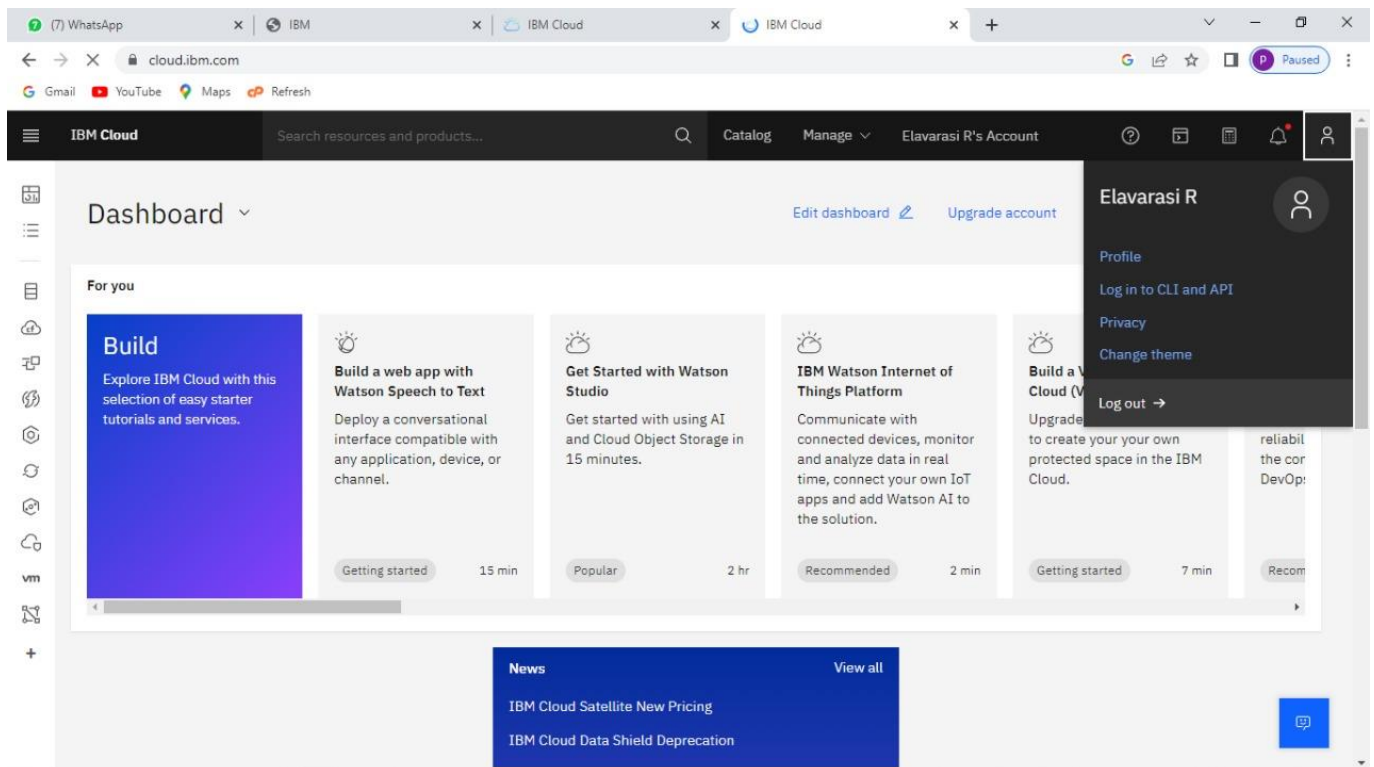 (7) WhatsApp
IBM
IBM Cloud
IBM Cloud
cloud.ibm.com
P
Paused
Gmail
YouTube
Maps
Refresh
IBM Cloud
Search resources and products...
Catalog
Manage
Elavarasi R's Account
Dashboard
Edit dashboard
Upgrade account
Elavarasi R
Profile
Log in to CLI and API
Privacy
Change theme
Log out →
For you
Build
Explore IBM Cloud with this
selection of easy starter
tutorials and services.
Build a web app with
Watson Speech to Text
Deploy a conversational
interface compatible with
any application, device, or
channel.
Getting started
15 min
Get Started with Watson
Studio
Get started with using AI
and Cloud Object Storage in
15 minutes.
Popular
2 hr
IBM Watson Internet of
Things Platform
Communicate with
connected devices, monitor
and analyze data in real
time, connect your own IoT
apps and add Watson AI to
the solution.
Recommended
2 min
Build a V
Cloud (V
Upgrade
to create your your own
protected space in the IBM
Cloud.
Getting started
7 min
reliabil
the cor
DevOps
Recom
vm
News
View all
IBM Cloud Satellite New Pricing
IBM Cloud Data Shield Deprecation